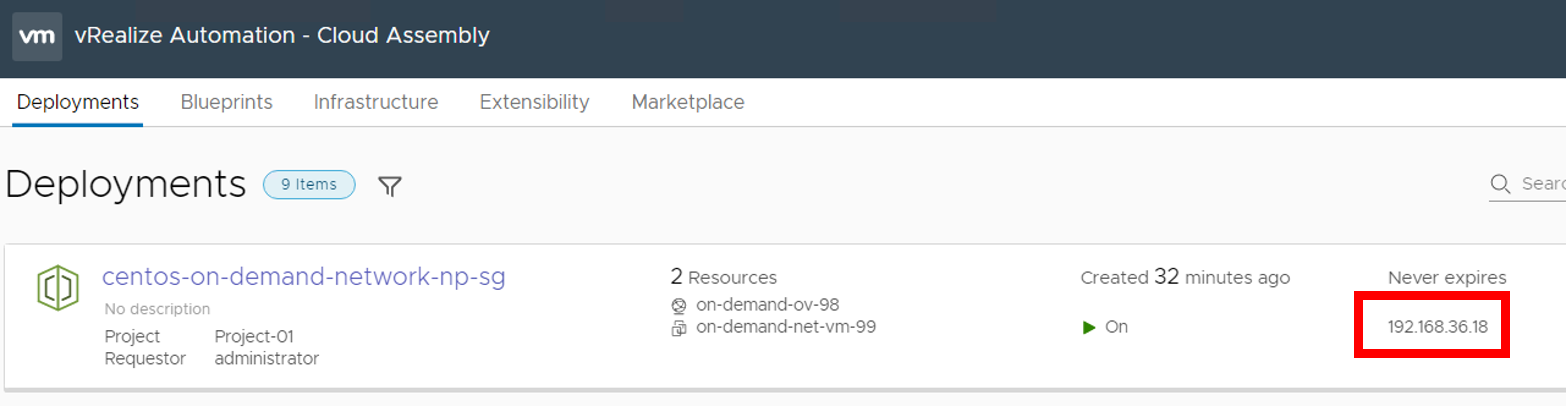 vm vRealize Automation - Cloud Assembly
Deployments Blueprints Infrastructure Extensibility Marketplace
Deployments 9 Items
centos-on-demand-network-np-sg 2 Resources Created 32 minutes ago Never expires
No description on-demand-ov-98
Project Project-01 on-demand-net-vm-99 On 192.168.36.18
Requestor administrator